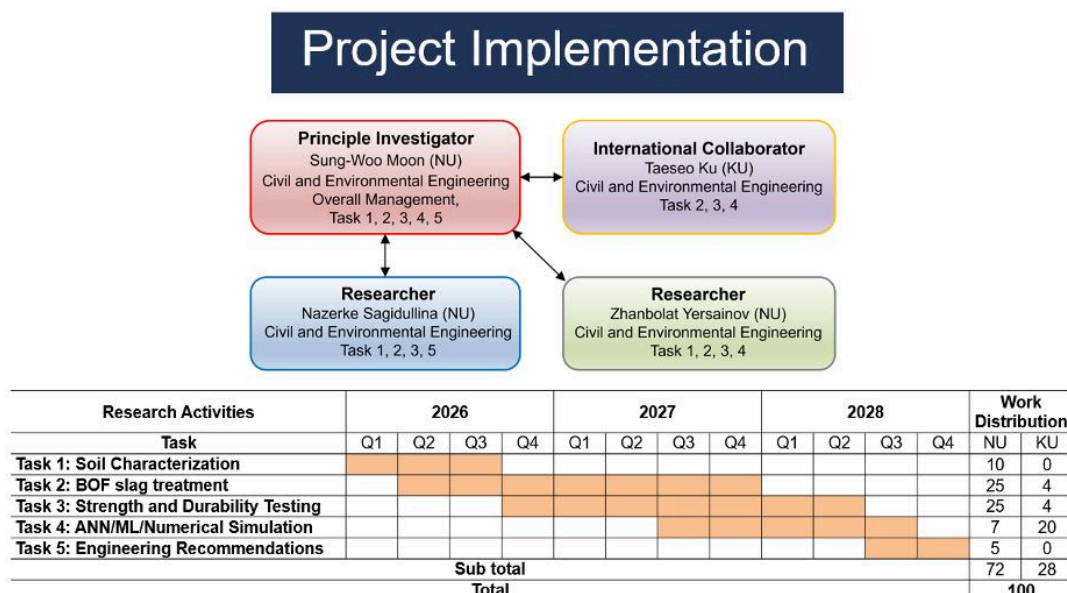 Project Implementation
Principle Investigator
Sung-Woo Moon (NU)
Civil and Environmental Engineering
Overall Management,
Task 1, 2, 3, 4, 5
International Collaborator
Taeseo Ku (KU)
Civil and Environmental Engineering
Task 2, 3, 4
Researcher
Nazerke Sagidullina (NU)
Civil and Environmental Engineering
Task 1, 2, 3, 5
Researcher
Zhanbolat Yersainov (NU)
Civil and Environmental Engineering
Task 1, 2, 3, 4
Research Activities 2026 2027 2028 Work
Distribution
Task Q1 Q2 Q3 Q4 Q1 Q2 Q3 Q4 Q1 Q2 Q3 Q4 NU KU
Task 1: Soil Characterization 10 0
Task 2: BOF slag treatment 25 4
Task 3: Strength and Durability Testing 25 4
Task 4: ANN/ML/Numerical Simulation 7 20
Task 5: Engineering Recommendations 5 0
Sub total 72 28
Total 100